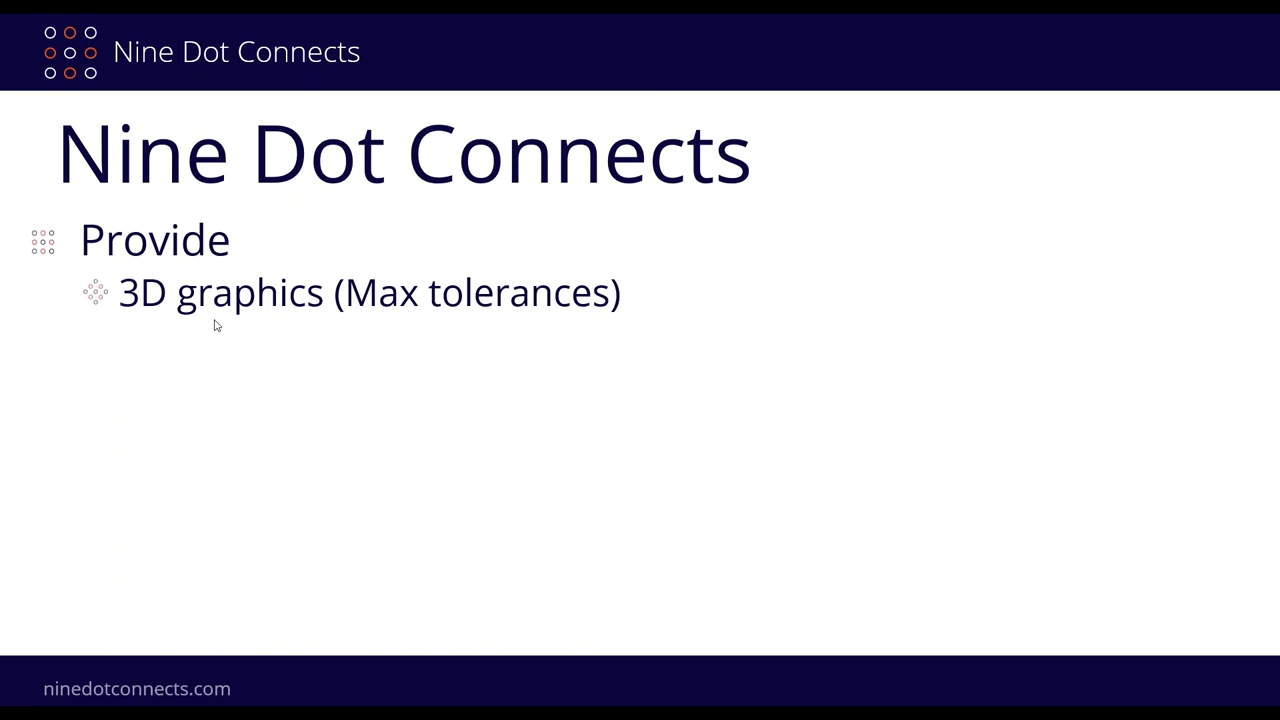 Nine Dot Connects
Nine Dot Connects
Provide
3D graphics (Max tolerances)
ninedotconnects.com